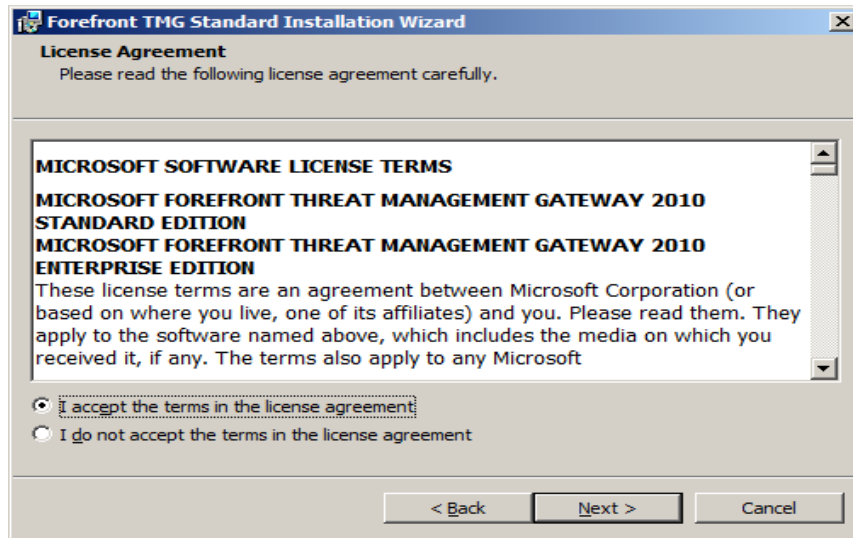 Forefront TMG Standard Installation Wizard
License Agreement
Please read the following license agreement carefully.
MICROSOFT SOFTWARE LICENSE TERMS
MICROSOFT FOREFRONT THREAT MANAGEMENT GATEWAY 2010
STANDARD EDITION
MICROSOFT FOREFRONT THREAT MANAGEMENT GATEWAY 2010
ENTERPRISE EDITION
These license terms are an agreement between Microsoft Corporation (or
based on where you live, one of its affiliates) and you. Please read them. They
apply to the software named above, which includes the media on which you
received it, if any. The terms also apply to any Microsoft
I accept the terms in the license agreement
I do not accept the terms in the license agreement
< Back Next > Cancel